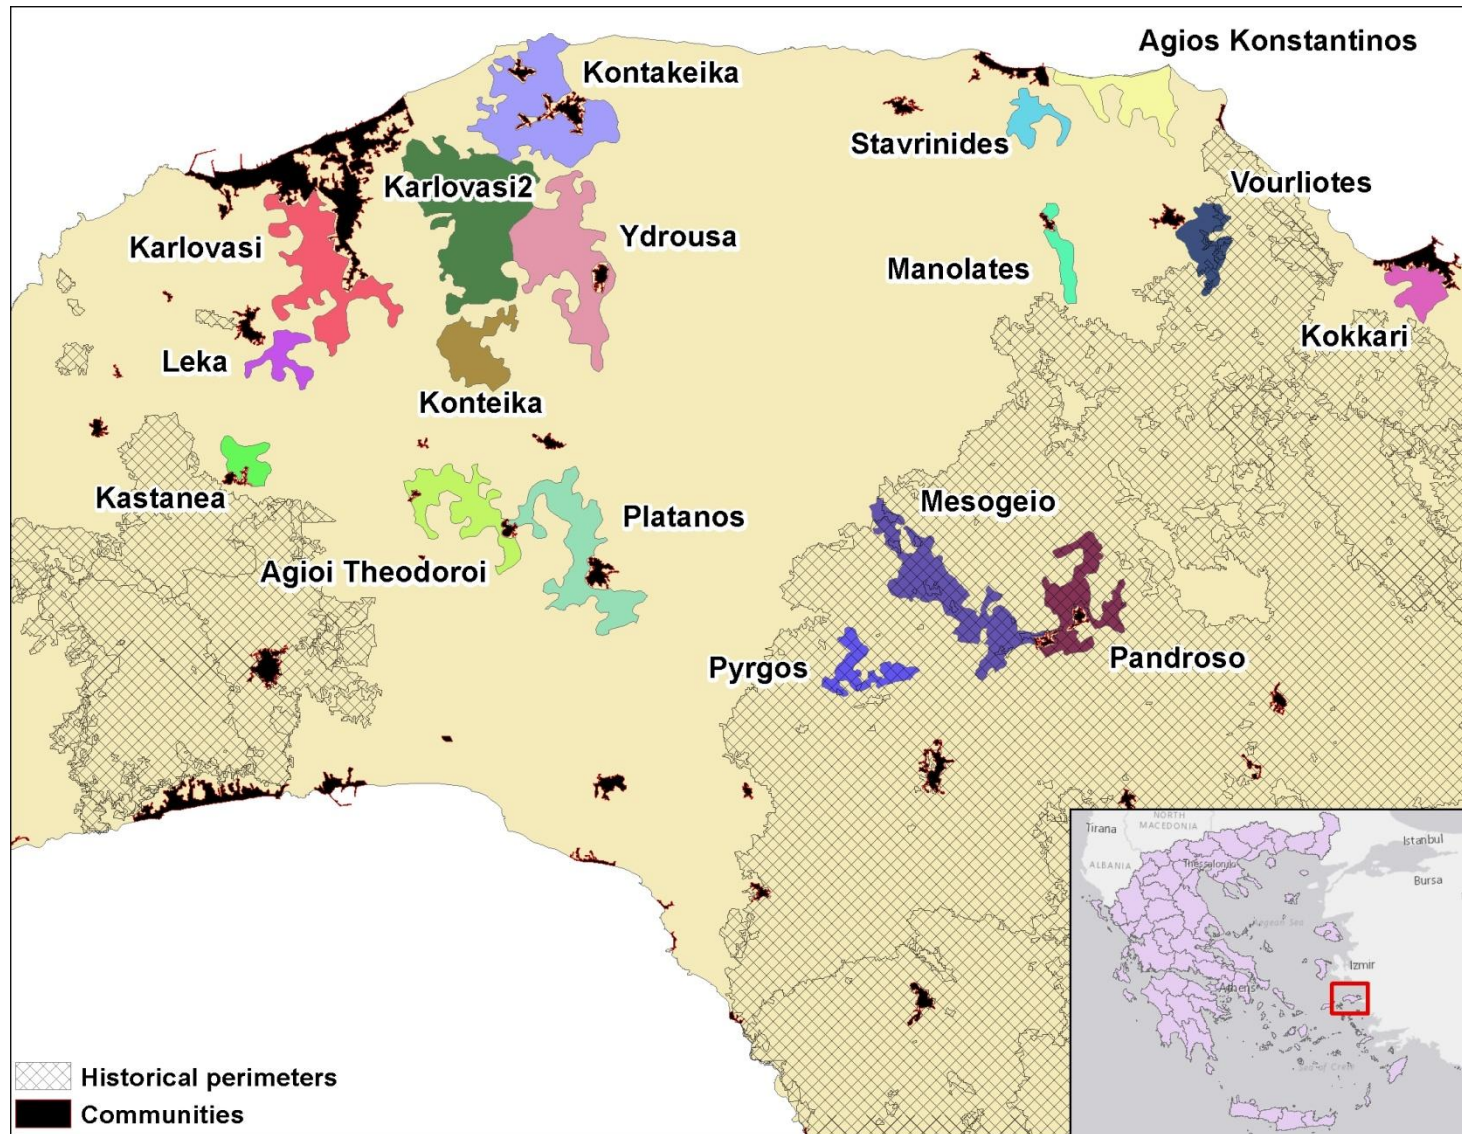 Agios Konstantinos
Kontakeika
Stavrinides
Karlovasi2
Vourliotes
Karlovasi
Ydrousa
Manolates
Kokkari
Leka
Konteika
Kastanea
Mesogeio
Platanos
Agioi Theodoroi
Pandroso
Pyrgos
NORTH
MACEDONIA
Tirana
Istanbul
ALBANIA
Thessaloniki
Bursa
Aegean Sea
Izmir
Athens
Sea of Crete
Historical perimeters
Communities